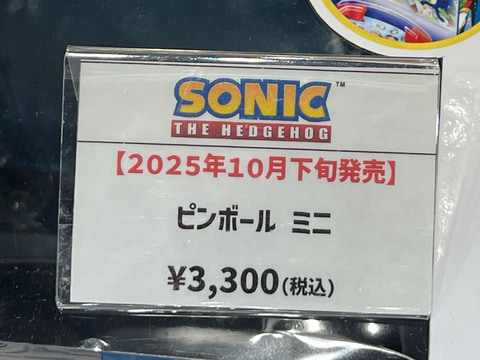 SONIC™
THE HEDGEHOG
【2025年10月下旬発売】
ピンボール ミニ
¥3,300(税込)